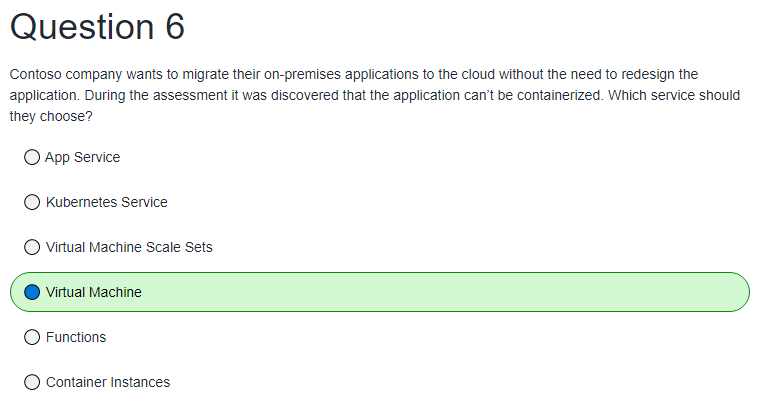 Question 6
Contoso company wants to migrate their on-premises applications to the cloud without the need to redesign the
application. During the assessment it was discovered that the application can't be containerized. Which service should
they choose?
App Service
Kubernetes Service
Virtual Machine Scale Sets
Virtual Machine
Functions
Container Instances